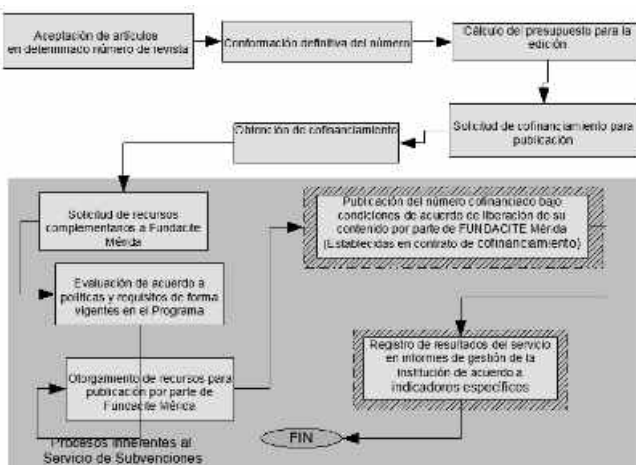 Aceptación de artículos
en determinado número de revista
Conformación definitiva del número
Cálculo del presupuesto para la
edición
Solicitud de cofinanciamiento para
publicación
Obtención de cofinanciamiento
Solicitud de recursos
complementarios a Fundacite
Mérida
Evaluación de acuerdo a
políticas y requisitos de forma
vigentes en el Programa
Otorgamiento de recursos para
publicación por parte de
Fundacite Mérica
Publicación del número cofinanciado bajo
condiciones de acuerdo de liberación de su
contenido por parte de FUNDACITE Mérida
(Establecidas en contrato de cofinanciamiento)
Registro de resultados del servicio
en informes de gestión de la
Institución de acuerdo a
indicadores específicos
FIN
Procesos Inherentes al
Servicio de Subvenciones